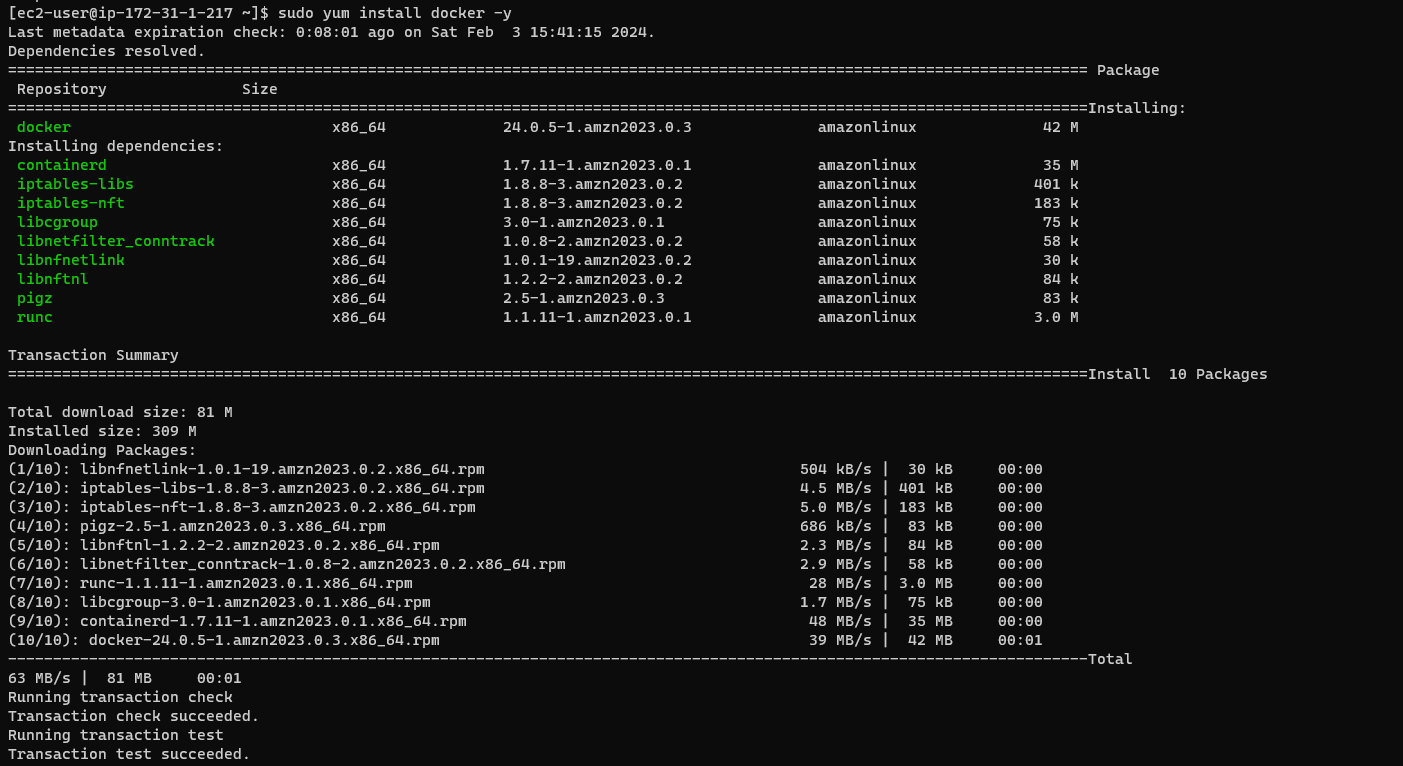 [ec2-user@ip-172-31-1-217 ~]$ sudo yum install docker -y
Last metadata expiration check: 0:08:01 ago on Sat Feb  3 15:41:15 2024.
Dependencies resolved.
======================================================================================================================== Package
 Repository               Size
========================================================================================================================Installing:
 docker                             x86_64             24.0.5-1.amzn2023.0.3              amazonlinux              42 M
Installing dependencies:
 containerd                         x86_64             1.7.11-1.amzn2023.0.1              amazonlinux              35 M
 iptables-libs                      x86_64             1.8.8-3.amzn2023.0.2               amazonlinux             401 k
 iptables-nft                       x86_64             1.8.8-3.amzn2023.0.2               amazonlinux             183 k
 libcgroup                          x86_64             3.0-1.amzn2023.0.1                 amazonlinux              75 k
 libnetfilter_conntrack             x86_64             1.0.8-2.amzn2023.0.2               amazonlinux              58 k
 libnfnetlink                       x86_64             1.0.1-19.amzn2023.0.2              amazonlinux              30 k
 libnftnl                           x86_64             1.2.2-2.amzn2023.0.2               amazonlinux              84 k
 pigz                               x86_64             2.5-1.amzn2023.0.3                 amazonlinux              83 k
 runc                               x86_64             1.1.11-1.amzn2023.0.1              amazonlinux             3.0 M
Transaction Summary
========================================================================================================================Install  10 Packages
Total download size: 81 M
Installed size: 309 M
Downloading Packages:
(1/10): libnfnetlink-1.0.1-19.amzn2023.0.2.x86_64.rpm                                   504 kB/s |  30 kB     00:00
(2/10): iptables-libs-1.8.8-3.amzn2023.0.2.x86_64.rpm                                   4.5 MB/s | 401 kB     00:00
(3/10): iptables-nft-1.8.8-3.amzn2023.0.2.x86_64.rpm                                    5.0 MB/s | 183 kB     00:00
(4/10): pigz-2.5-1.amzn2023.0.3.x86_64.rpm                                              686 kB/s |  83 kB     00:00
(5/10): libnftnl-1.2.2-2.amzn2023.0.2.x86_64.rpm                                        2.3 MB/s |  84 kB     00:00
(6/10): libnetfilter_conntrack-1.0.8-2.amzn2023.0.2.x86_64.rpm                          2.9 MB/s |  58 kB     00:00
(7/10): runc-1.1.11-1.amzn2023.0.1.x86_64.rpm                                            28 MB/s | 3.0 MB     00:00
(8/10): libcgroup-3.0-1.amzn2023.0.1.x86_64.rpm                                         1.7 MB/s |  75 kB     00:00
(9/10): containerd-1.7.11-1.amzn2023.0.1.x86_64.rpm                                      48 MB/s |  35 MB     00:00
(10/10): docker-24.0.5-1.amzn2023.0.3.x86_64.rpm                                         39 MB/s |  42 MB     00:01
------------------------------------------------------------------------------------------------------------------------Total
63 MB/s |  81 MB     00:01
Running transaction check
Transaction check succeeded.
Running transaction test
Transaction test succeeded.